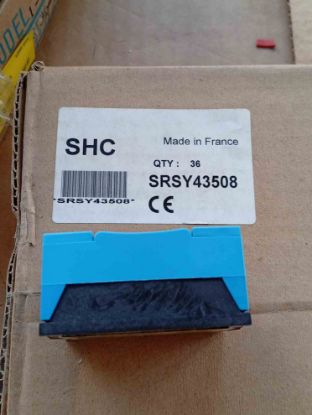 SHC
Made in France
QTY : 36
SRSY43508
*SRSY43508*
CE